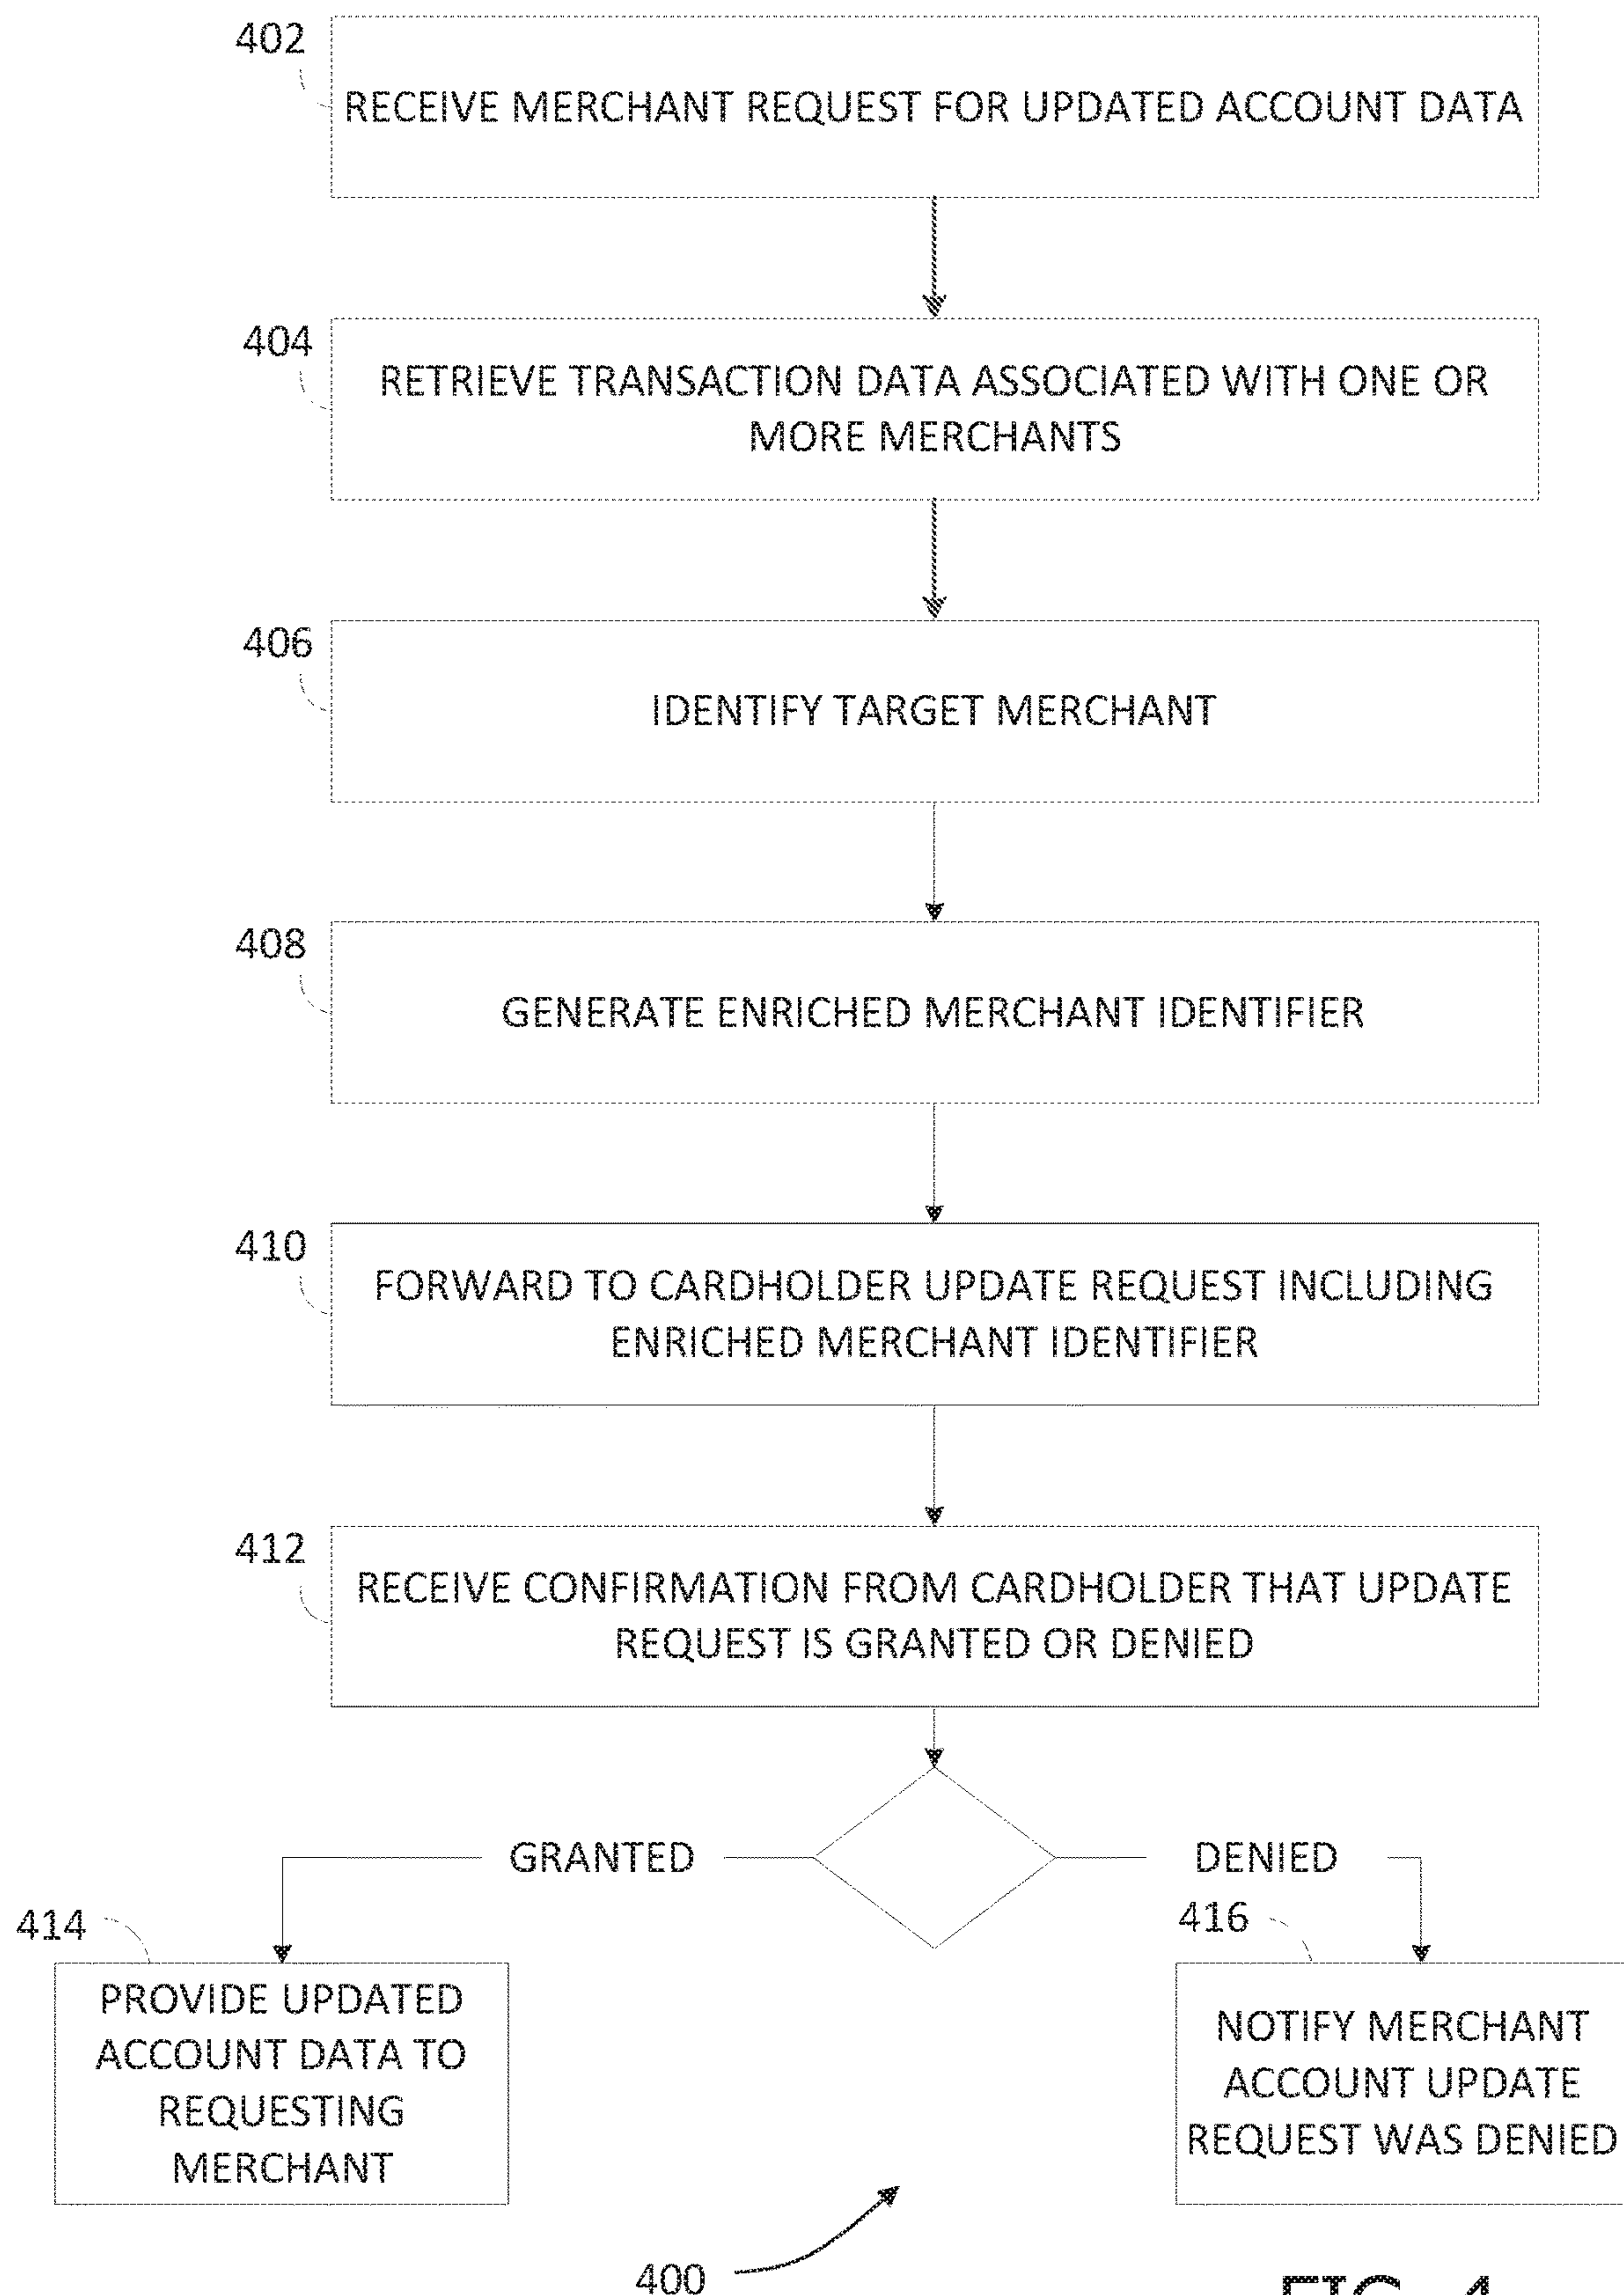 402
RECEIVE MERCHANT REQUEST FOR UPDATED ACCOUNT DATA
404
RETRIEVE TRANSACTION DATA ASSOCIATED WITH ONE OR
MORE MERCHANTS
406
IDENTIFY TARGET MERCHANT
408
GENERATE ENRICHED MERCHANT IDENTIFIER
410
FORWARD TO CARDHOLDER UPDATE REQUEST INCLUDING
ENRICHED MERCHANT IDENTIFIER
412
RECEIVE CONFIRMATION FROM CARDHOLDER THAT UPDATE
REQUEST IS GRANTED OR DENIED
GRANTED
DENIED
414
PROVIDE UPDATED
ACCOUNT DATA TO
REQUESTING
MERCHANT
416
NOTIFY MERCHANT
ACCOUNT UPDATE
REQUEST WAS DENIED
400
FIG. 4